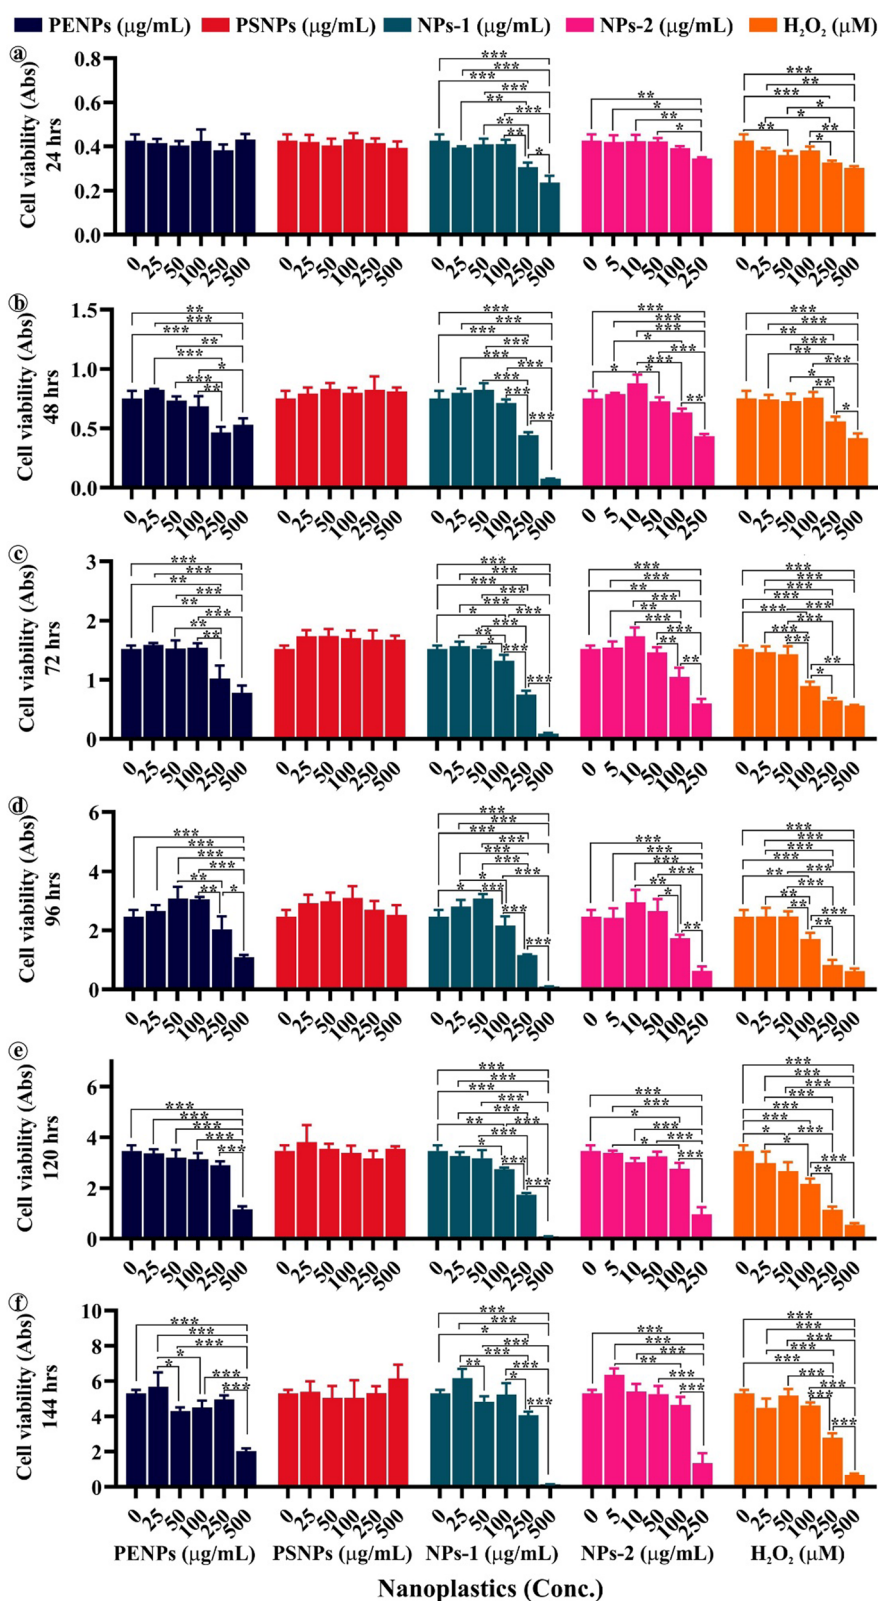 PENPs (µg/mL) PSNPs (µg/mL) NPs-1 (µg/mL) NPs-2 (µg/mL) H₂O₂ (µM)
a
Cell viability (Abs)
24 hrs
0.8
0.6
0.4
0.2
0.0
0 25 50 100 250 500 0 25 50 100 250 500 0 25 50 100 250 500 0 5 10 50 100 250 0 25 50 100 250 500
b
Cell viability (Abs)
48 hrs
1.5
1.0
0.5
0.0
0 25 50 100 250 500 0 25 50 100 250 500 0 25 50 100 250 500 0 5 10 50 100 250 0 25 50 100 250 500
c
Cell viability (Abs)
72 hrs
3
2
1
0
0 25 50 100 250 500 0 25 50 100 250 500 0 25 50 100 250 500 0 5 10 50 100 250 0 25 50 100 250 500
d
Cell viability (Abs)
96 hrs
6
4
2
0
0 25 50 100 250 500 0 25 50 100 250 500 0 25 50 100 250 500 0 5 10 50 100 250 0 25 50 100 250 500
e
Cell viability (Abs)
120 hrs
6
4
2
0
0 25 50 100 250 500 0 25 50 100 250 500 0 25 50 100 250 500 0 5 10 50 100 250 0 25 50 100 250 500
f
Cell viability (Abs)
144 hrs
10
8
6
4
2
0
0 25 50 100 250 500 0 25 50 100 250 500 0 25 50 100 250 500 0 5 10 50 100 250 0 25 50 100 250 500
PENPs (µg/mL) PSNPs (µg/mL) NPs-1 (µg/mL) NPs-2 (µg/mL) H₂O₂ (µM)
Nanoplastics (Conc.)